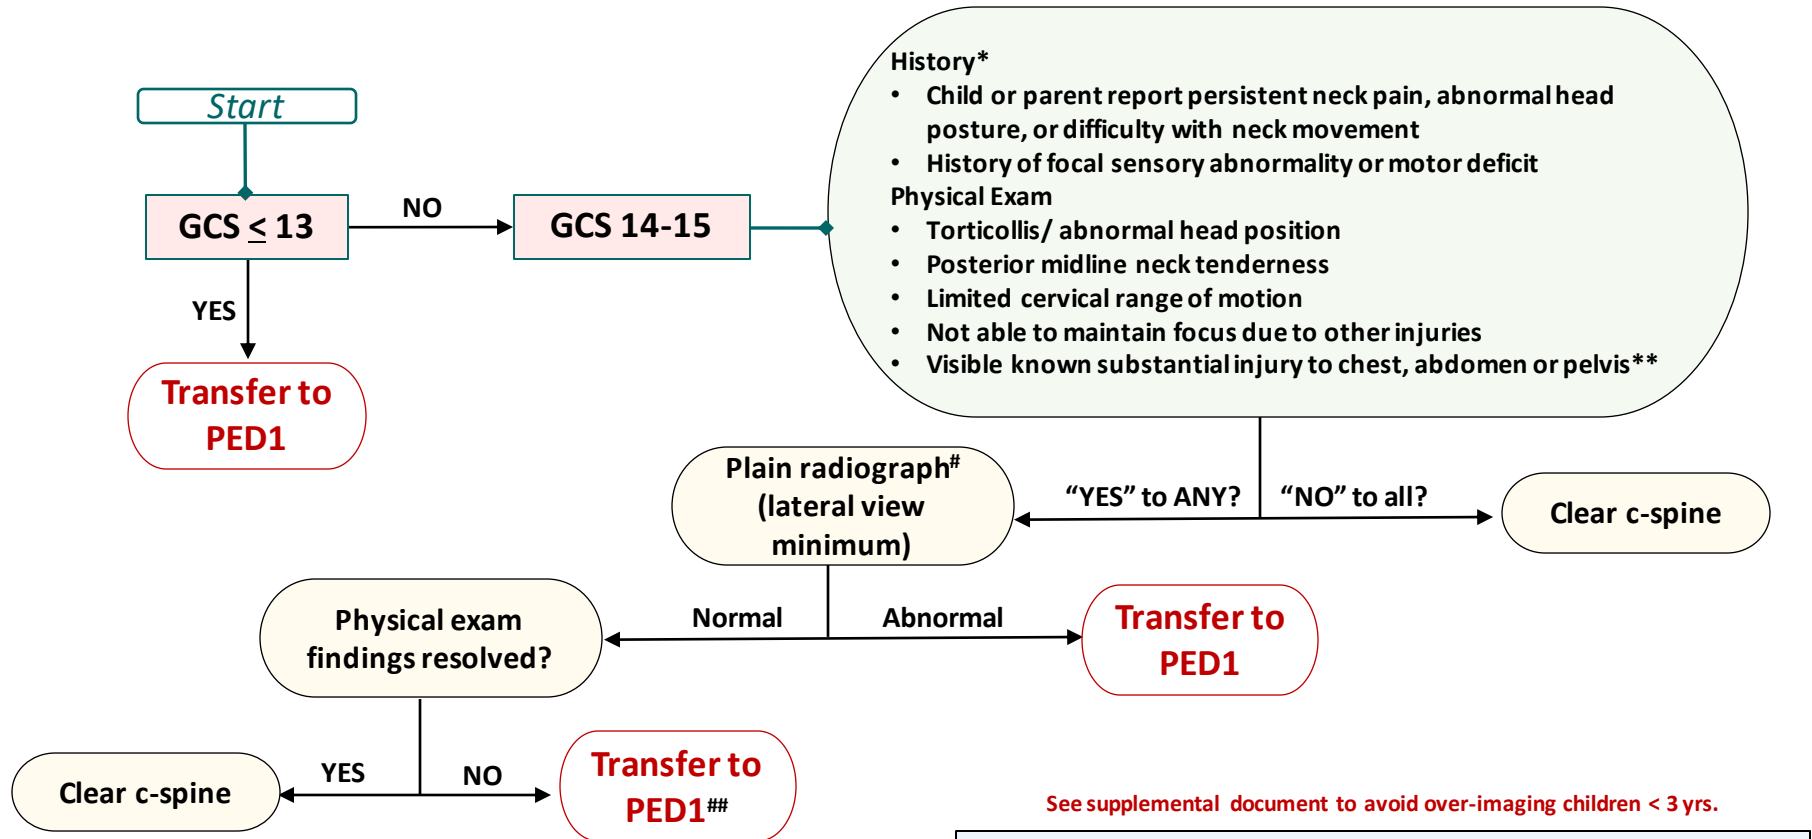 Start
GCS ≤ 13
NO
GCS 14-15
YES
Transfer to
PED1
History*
• Child or parent report persistent neck pain, abnormal head
posture, or difficulty with neck movement
• History of focal sensory abnormality or motor deficit
Physical Exam
• Torticollis/ abnormal head position
• Posterior midline neck tenderness
• Limited cervical range of motion
• Not able to maintain focus due to other injuries
• Visible known substantial injury to chest, abdomen or pelvis**
Plain radiograph#
(lateral view
minimum)
“YES” to ANY?
“NO” to all?
Clear c-spine
Physical exam
findings resolved?
Normal
Abnormal
Transfer to
PED1
Clear c-spine
YES
NO
Transfer to
PED1##
See supplemental document to avoid over-imaging children < 3 yrs.